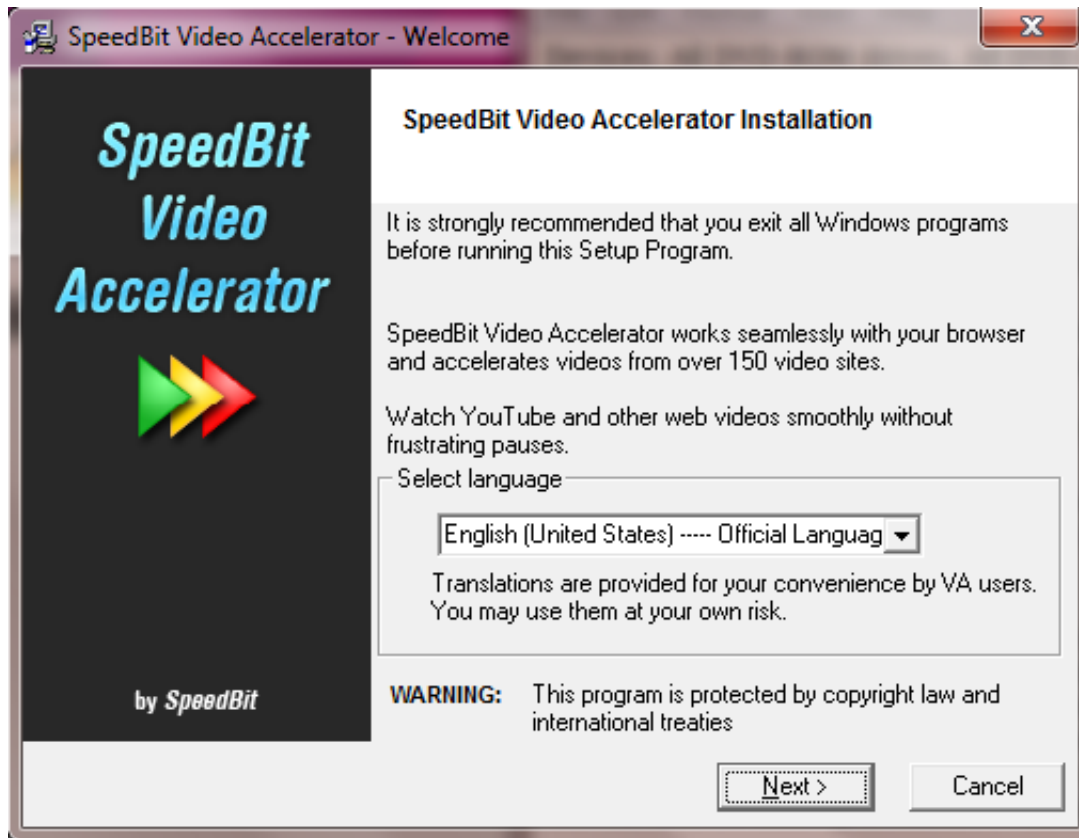 SpeedBit Video Accelerator - Welcome
SpeedBit
Video
Accelerator
by SpeedBit
SpeedBit Video Accelerator Installation
It is strongly recommended that you exit all Windows programs
before running this Setup Program.
SpeedBit Video Accelerator works seamlessly with your browser
and accelerates videos from over 150 video sites.
Watch YouTube and other web videos smoothly without
frustrating pauses.
Select language
English (United States) ----- Official Languag
Translations are provided for your convenience by VA users.
You may use them at your own risk.
WARNING: This program is protected by copyright law and
international treaties
Next >
Cancel